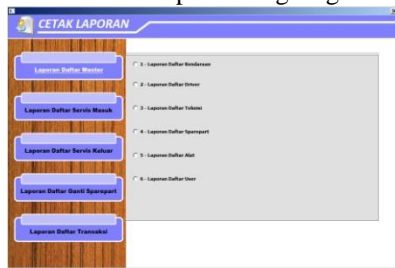 CETAK LAPORAN
Laporan Daftar Master
Laporan Daftar Servis Masuk
Laporan Daftar Servis Keluar
Laporan Daftar Ganti Sparepart
Laporan Daftar Transaksi
1 - Laporan Daftar Kendaraan
2 - Laporan Daftar Driver
3 - Laporan Daftar Teknisi
4 - Laporan Daftar Sparepart
5 - Laporan Daftar Alat
6 - Laporan Daftar User